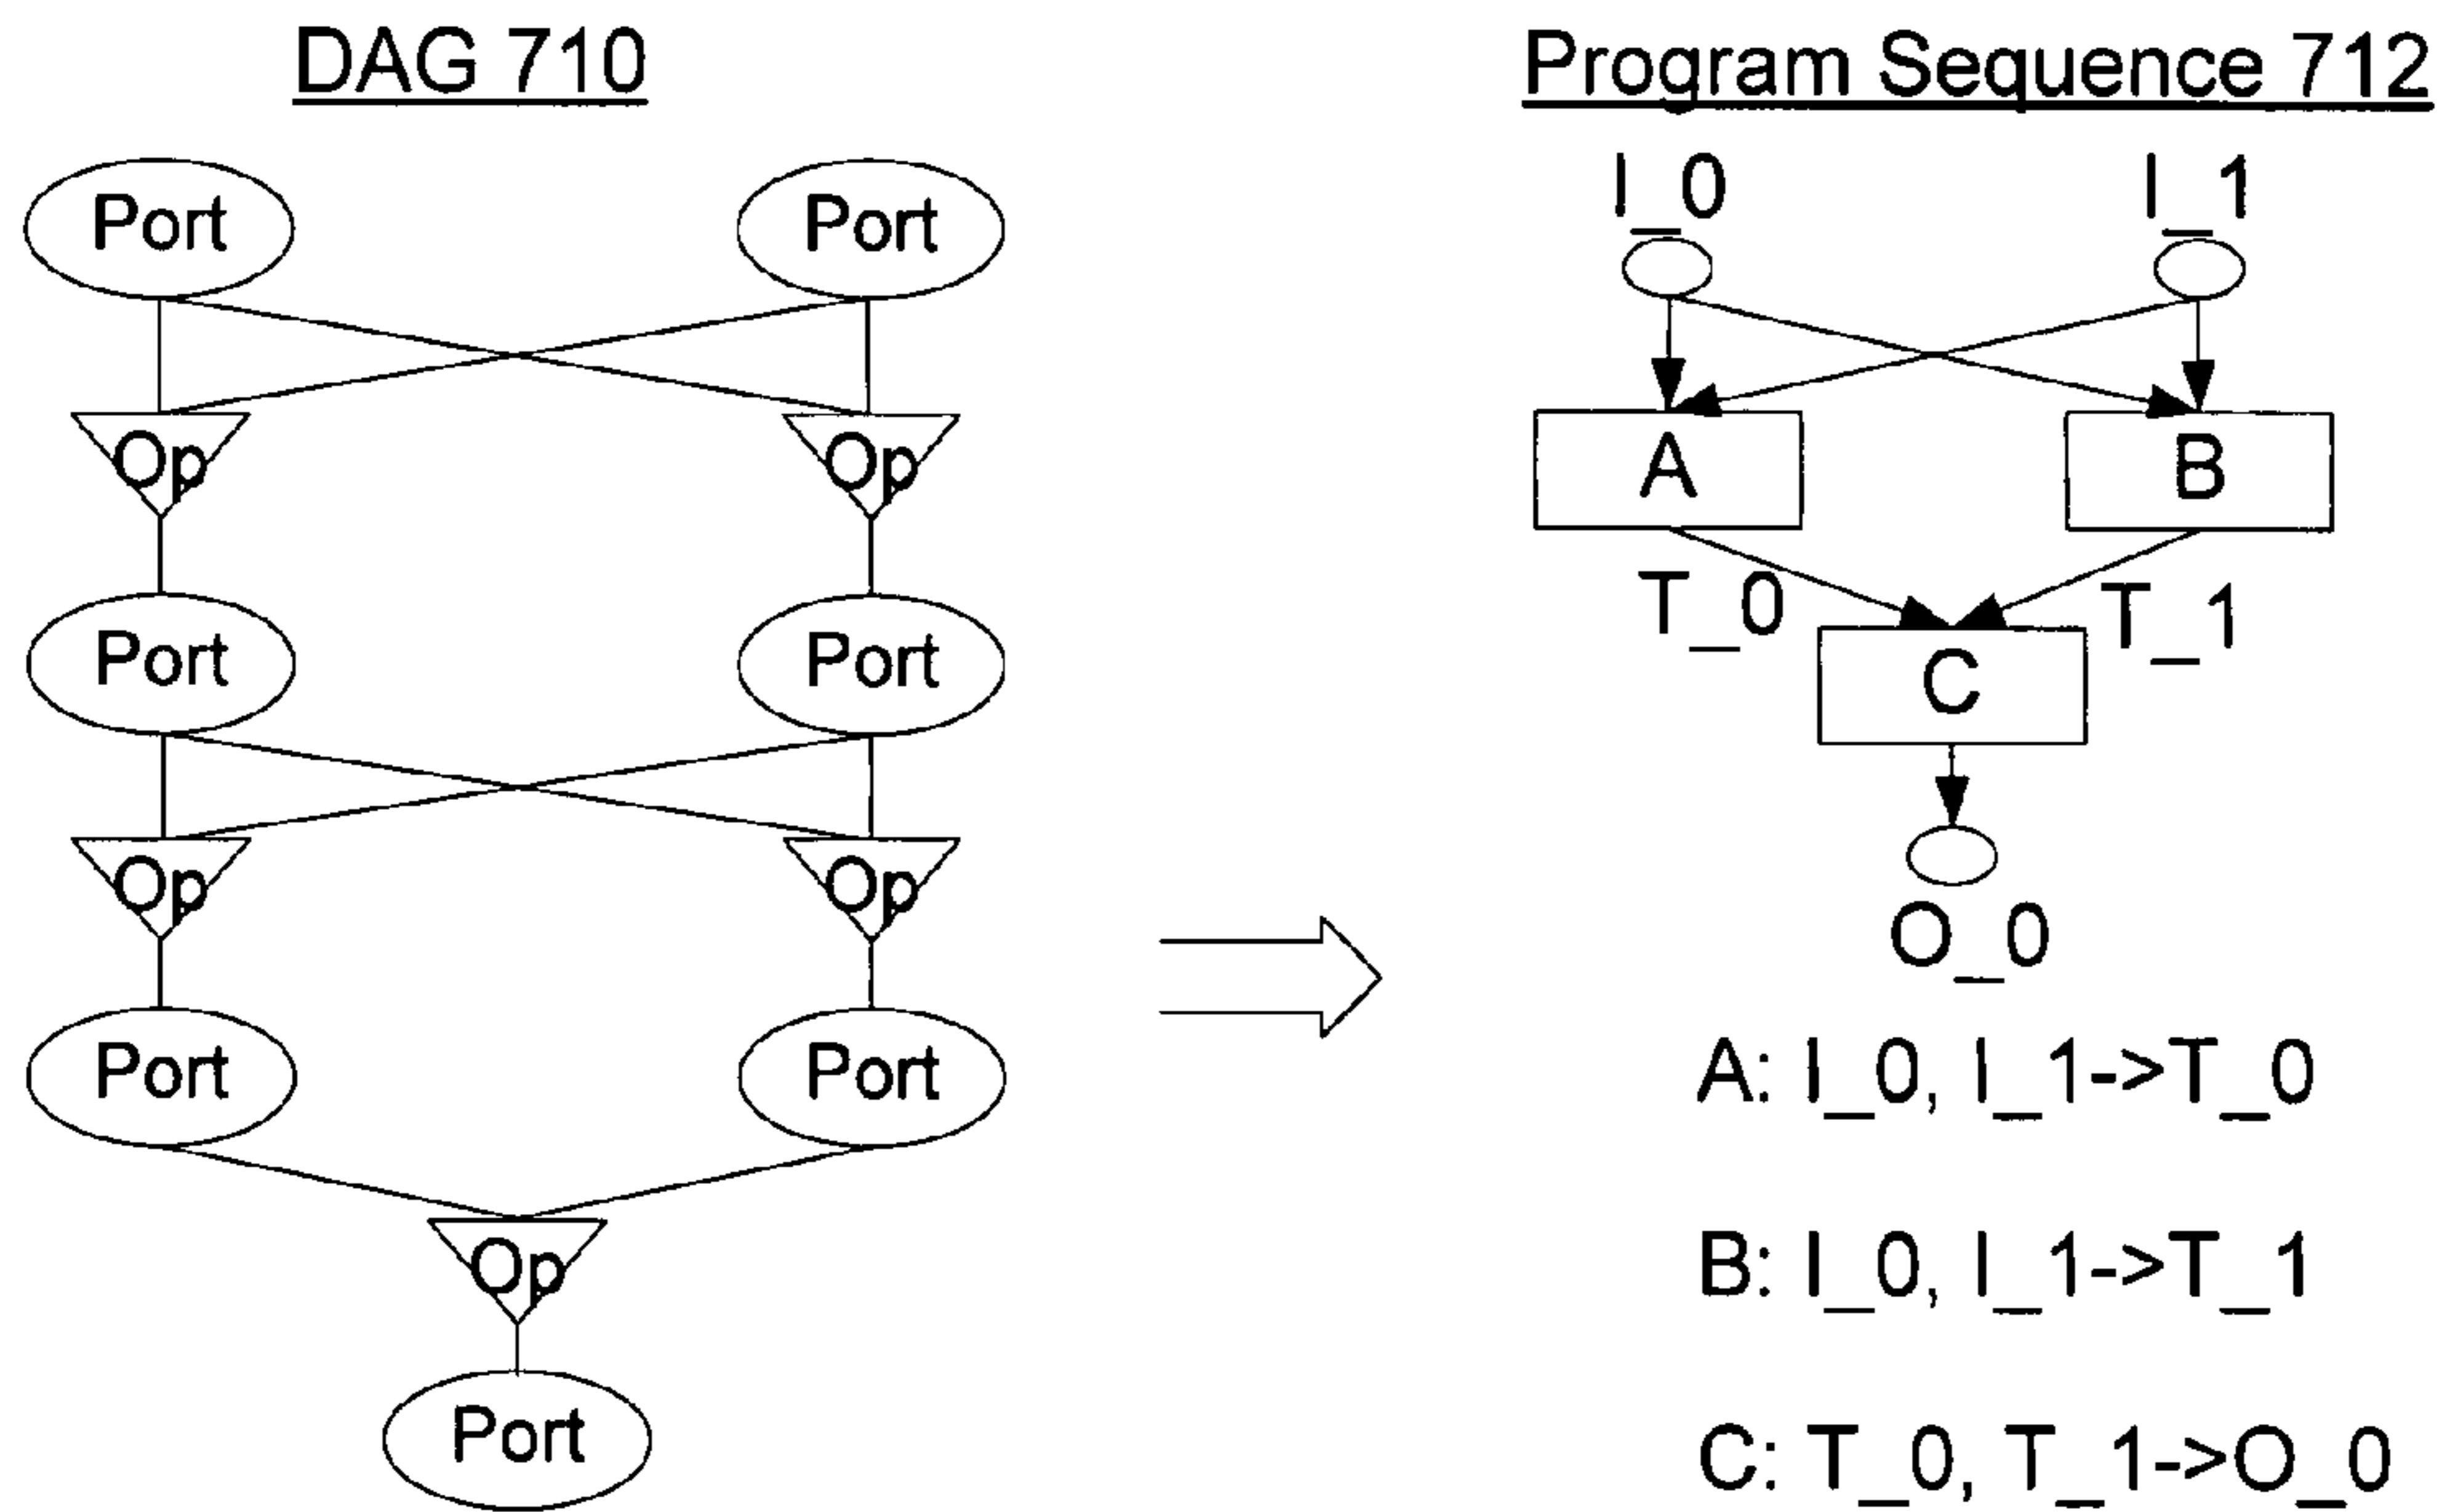 DAG 710
Port Port
Op Op
Port Port
Op Op
Port Port
Op
Port
Program Sequence 712
I_0 I_1
A B
T_0 T_1
C
O_0
A: I_0, I_1->T_0
B: I_0, I_1->T_1
C: T_0, T_1->O_0